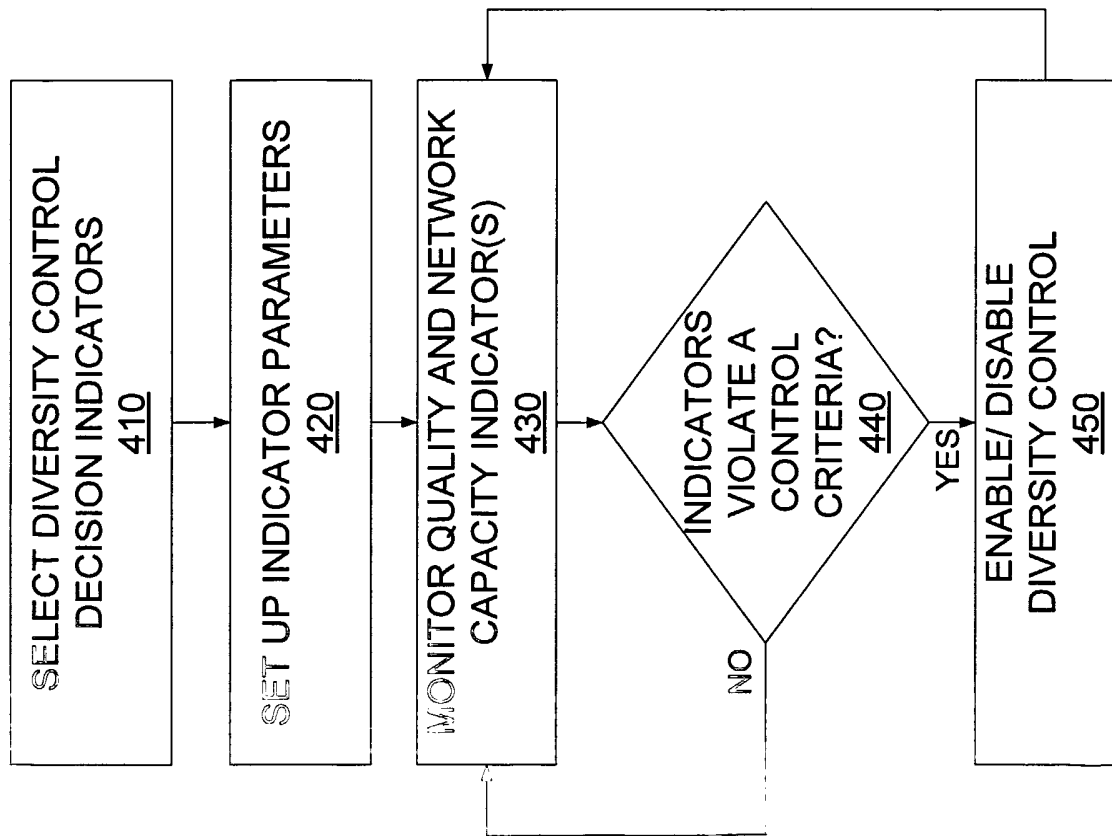 SELECT DIVERSITY CONTROL
DECISION INDICATORS
410
SET UP INDICATOR PARAMETERS
420
MONITOR QUALITY AND NETWORK
CAPACITY INDICATOR(S)
430
INDICATORS
VIOLATE A
CONTROL
CRITERIA?
440
NO
YES
ENABLE/ DISABLE
DIVERSITY CONTROL
450